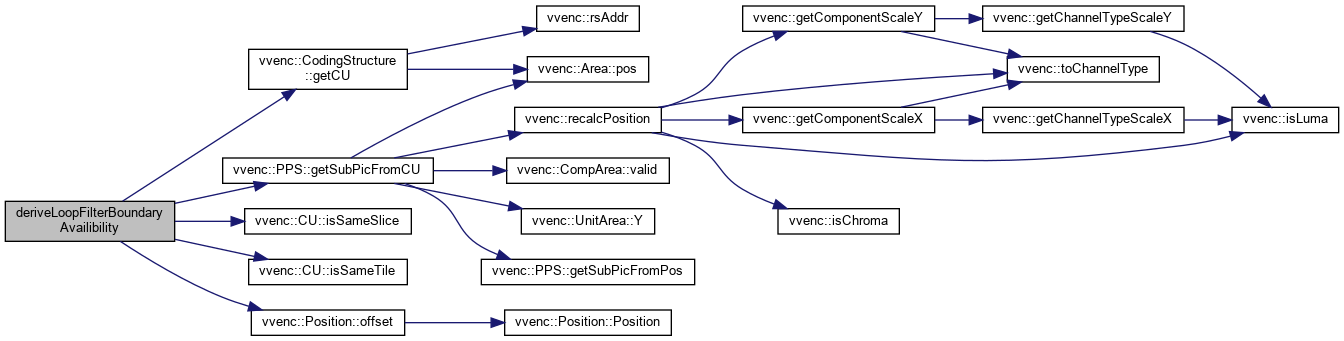 deriveLoopFilterBoundary
Availibility
vvenc::CodingStructure
::getCU
vvenc::PPS::getSubPicFromCU
vvenc::CU::isSameSlice
vvenc::CU::isSameTile
vvenc::Position::offset
vvenc::rsAddr
vvenc::Area::pos
vvenc::recalcPosition
vvenc::CompArea::valid
vvenc::UnitArea::Y
vvenc::PPS::getSubPicFromPos
vvenc::Position::Position
vvenc::getComponentScaleY
vvenc::getComponentScaleX
vvenc::isChroma
vvenc::getChannelTypeScaleY
vvenc::toChannelType
vvenc::getChannelTypeScaleX
vvenc::isLuma